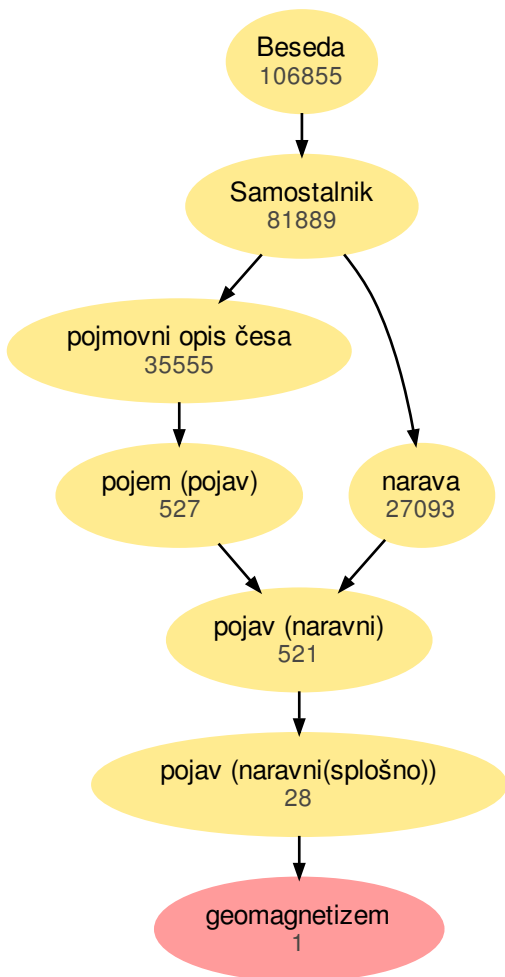 Beseda
106855
Samostalnik
81889
pojmovni opis česa
35555
pojem (pojav)
527
narava
27093
pojav (naravni)
521
pojav (naravni(splošno))
28
geomagnetizem
1